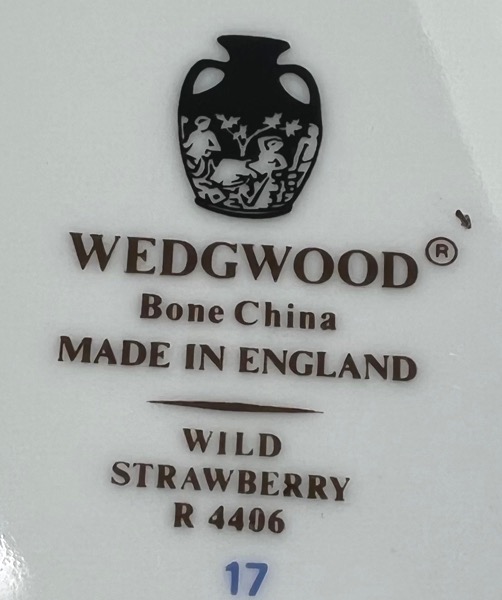 WEDGWOOD®
Bone China
MADE IN ENGLAND
WILD
STRAWBERRY
R 4406
17